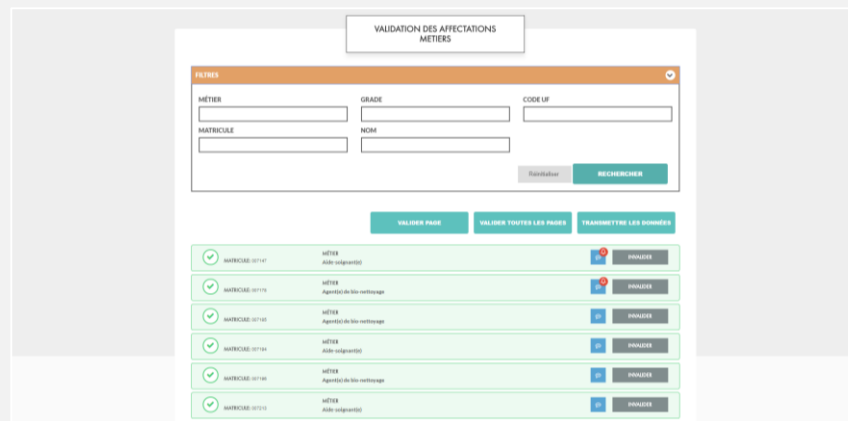 VALIDATION DES AFFECTATIONS
METIERS
FILTRES
MÉTIER
GRADE
CODE UF
MATRICULE
NOM
Réinitialiser
RECHERCHER
VALIDER PAGE
VALIDER TOUTES LES PAGES
TRANSMETTRE LES DONNÉES
MATRICULE:
MÉTIER
Aide-soignant(e)
INVALIDER
MATRICULE:
MÉTIER
Agent(e) de bio-nettoyage
INVALIDER
MATRICULE:
MÉTIER
Agent(e) de bio-nettoyage
INVALIDER
MATRICULE:
MÉTIER
Aide-soignant(e)
INVALIDER
MATRICULE:
MÉTIER
Agent(e) de bio-nettoyage
INVALIDER
MATRICULE:
MÉTIER
Aide-soignant(e)
INVALIDER